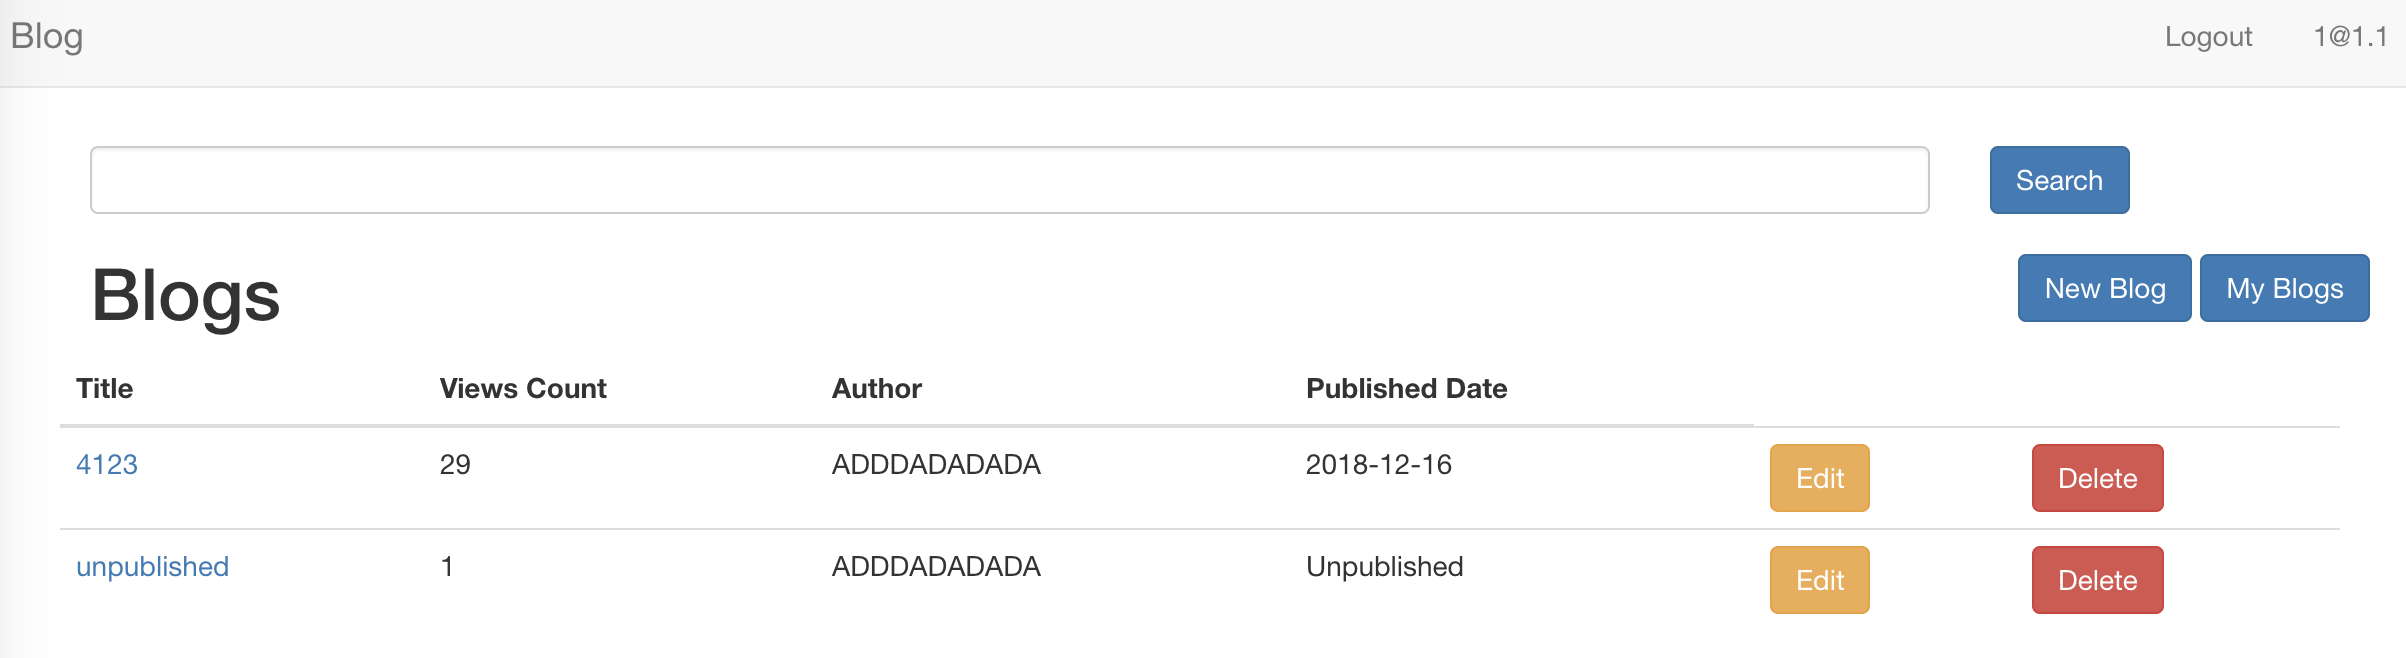 Blog Logout 1@1.1
Search
Blogs New Blog My Blogs
Title Views Count Author Published Date
4123 29 ADDDADADADA 2018-12-16 Edit Delete
unpublished 1 ADDDADADADA Unpublished Edit Delete